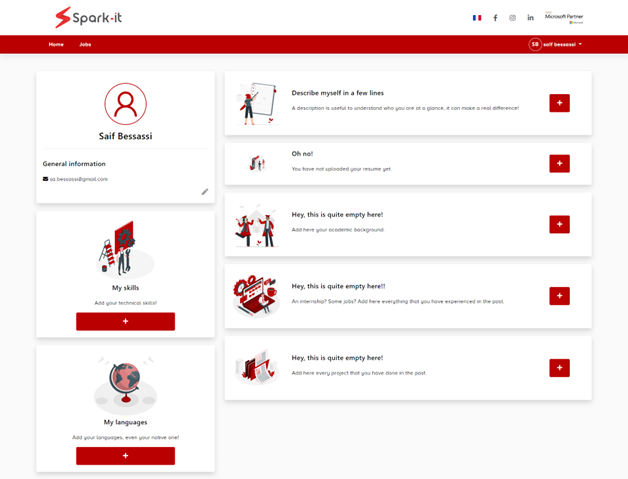 Spark-it
Microsoft Partner
Home
Jobs
SB
saif bessassi
Saif Bessassi
General information
sz.bessassi@gmail.com
My skills
Add your technical skills!
+
My languages
Add your languages, even your native one!
+
Describe myself in a few lines
A description is useful to understand who you are at a glance, it can make a real difference!
+
Oh no!
You have not uploaded your resume yet.
+
Hey, this is quite empty here!
Add here your academic background
+
Hey, this is quite empty here!!
An internship? Some jobs? Add here everything that you have experienced in the past.
+
Hey, this is quite empty here!
Add here every project that you have done in the past.
+